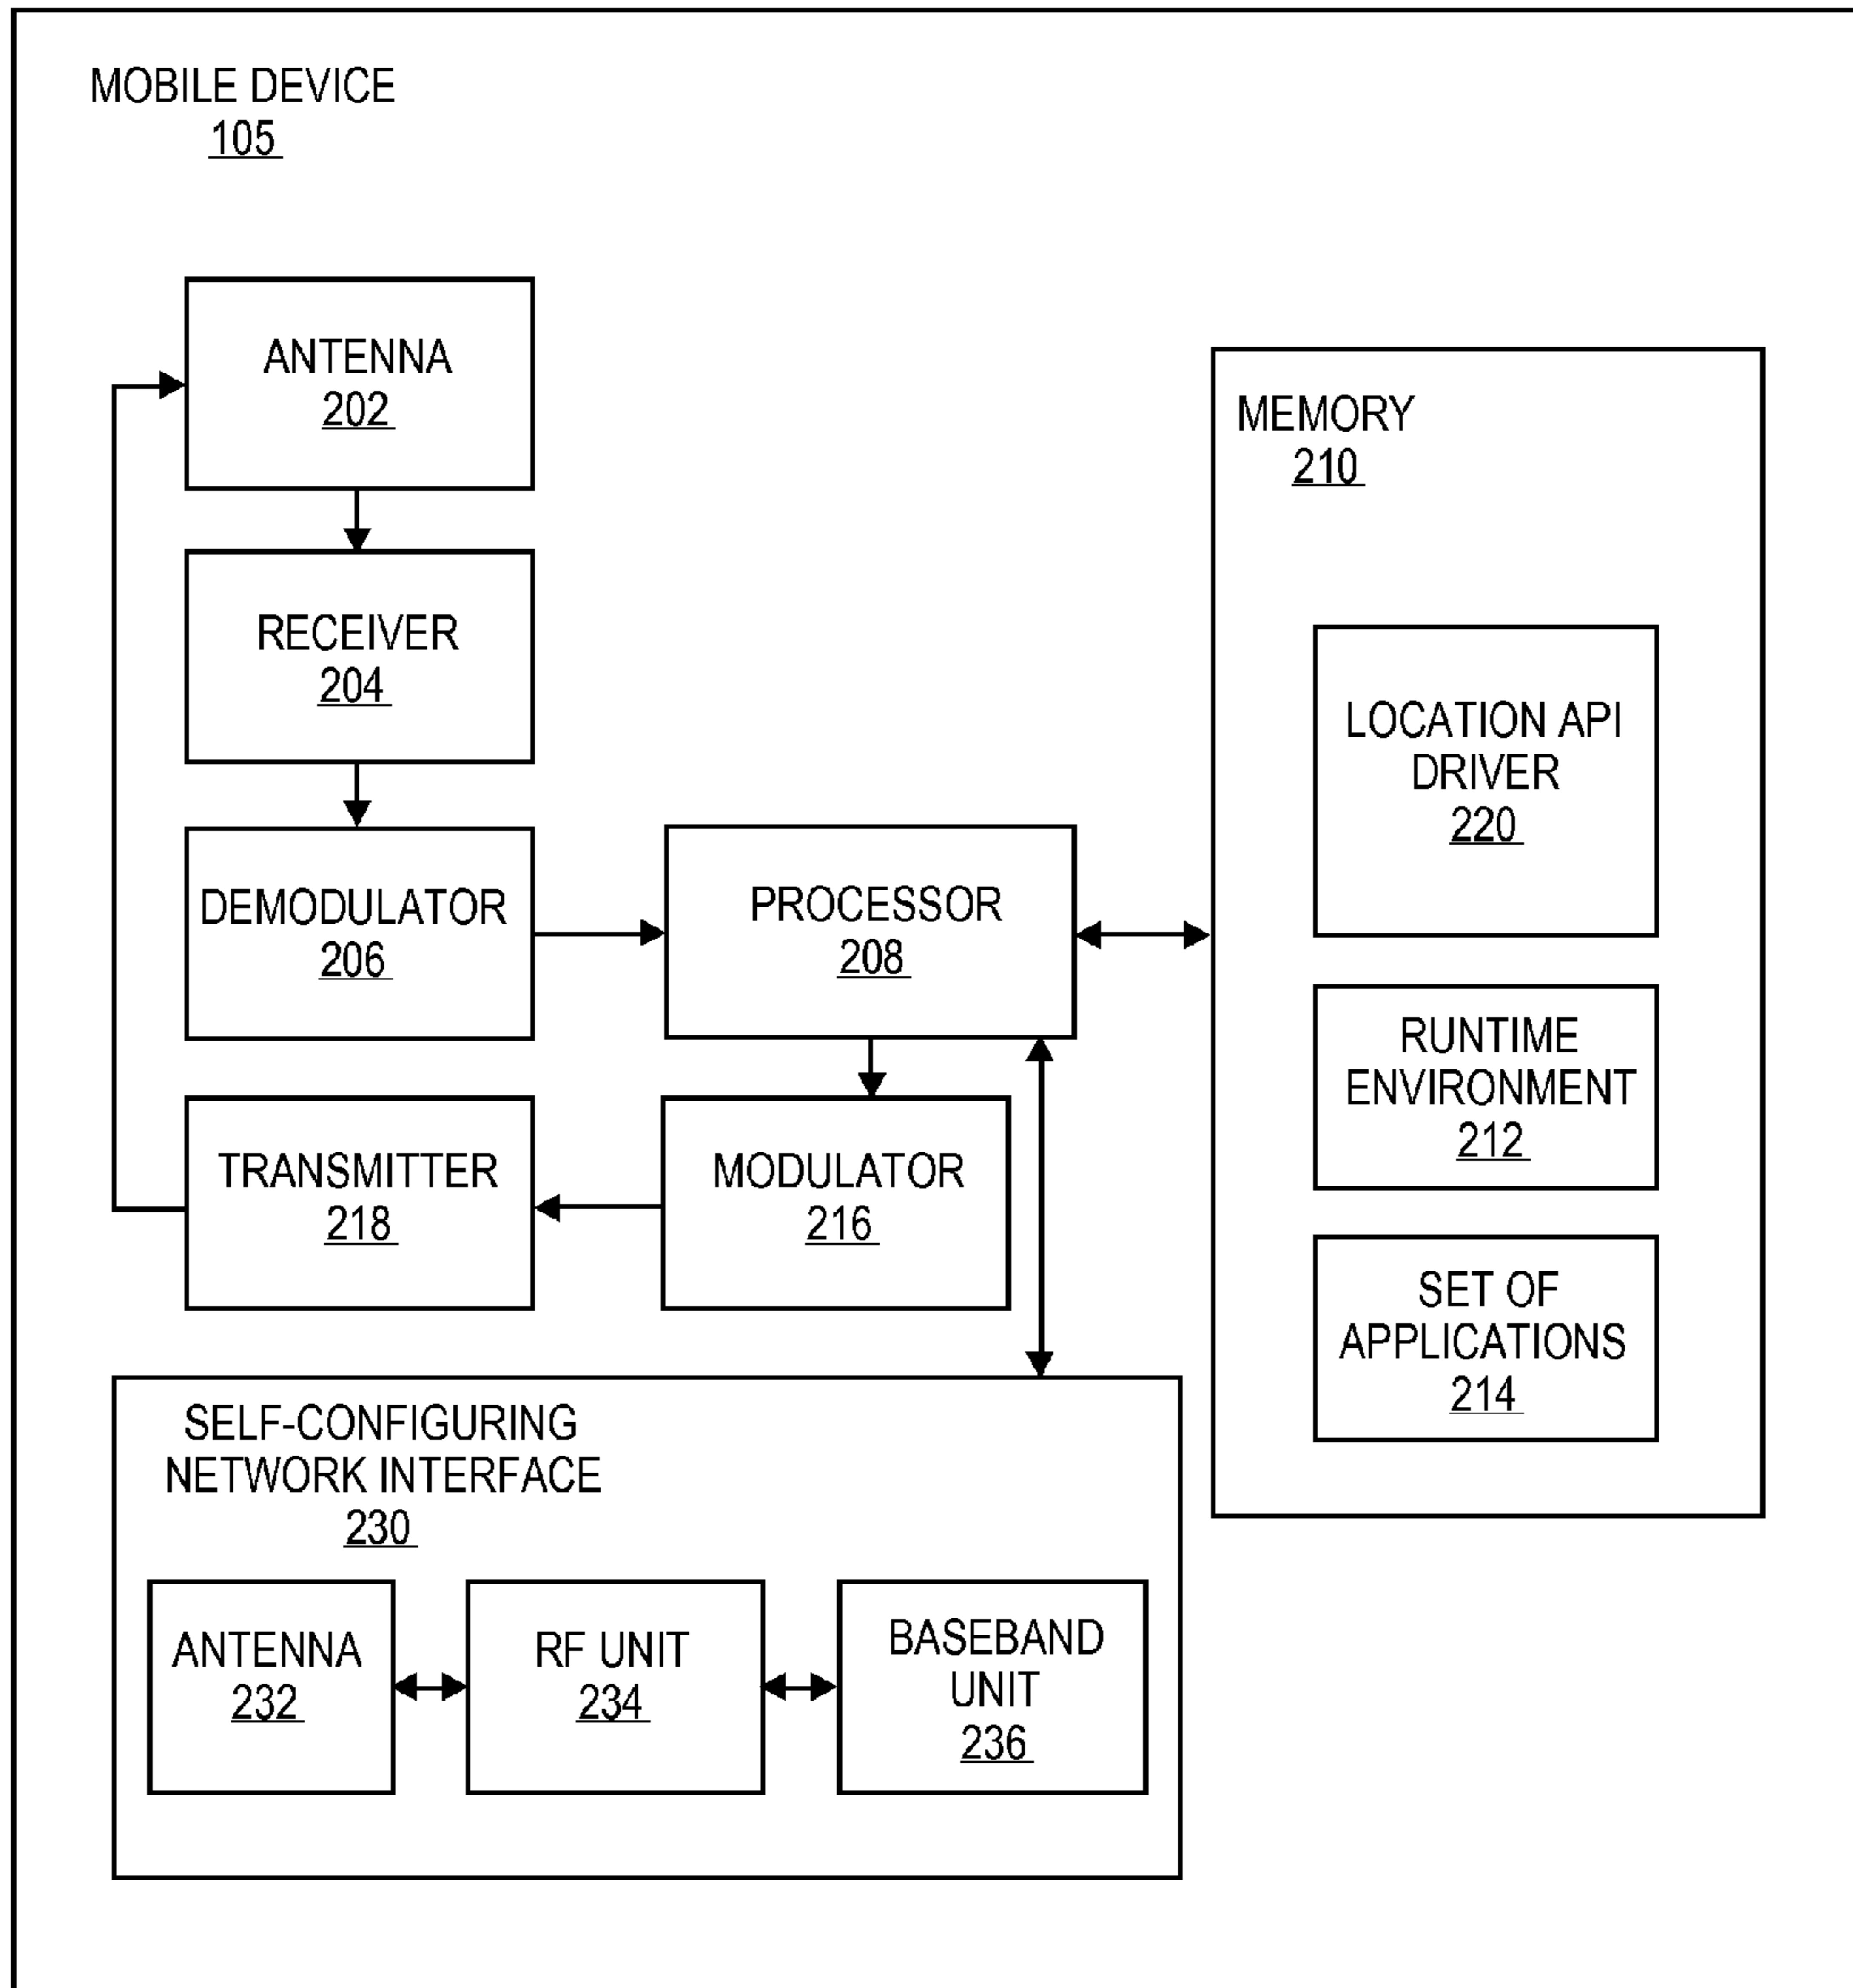 MOBILE DEVICE
105
ANTENNA
202
RECEIVER
204
DEMODULATOR
206
PROCESSOR
208
TRANSMITTER
218
MODULATOR
216
MEMORY
210
LOCATION API
DRIVER
220
RUNTIME
ENVIRONMENT
212
SET OF
APPLICATIONS
214
SELF-CONFIGURING
NETWORK INTERFACE
230
ANTENNA
232
RF UNIT
234
BASEBAND
UNIT
236